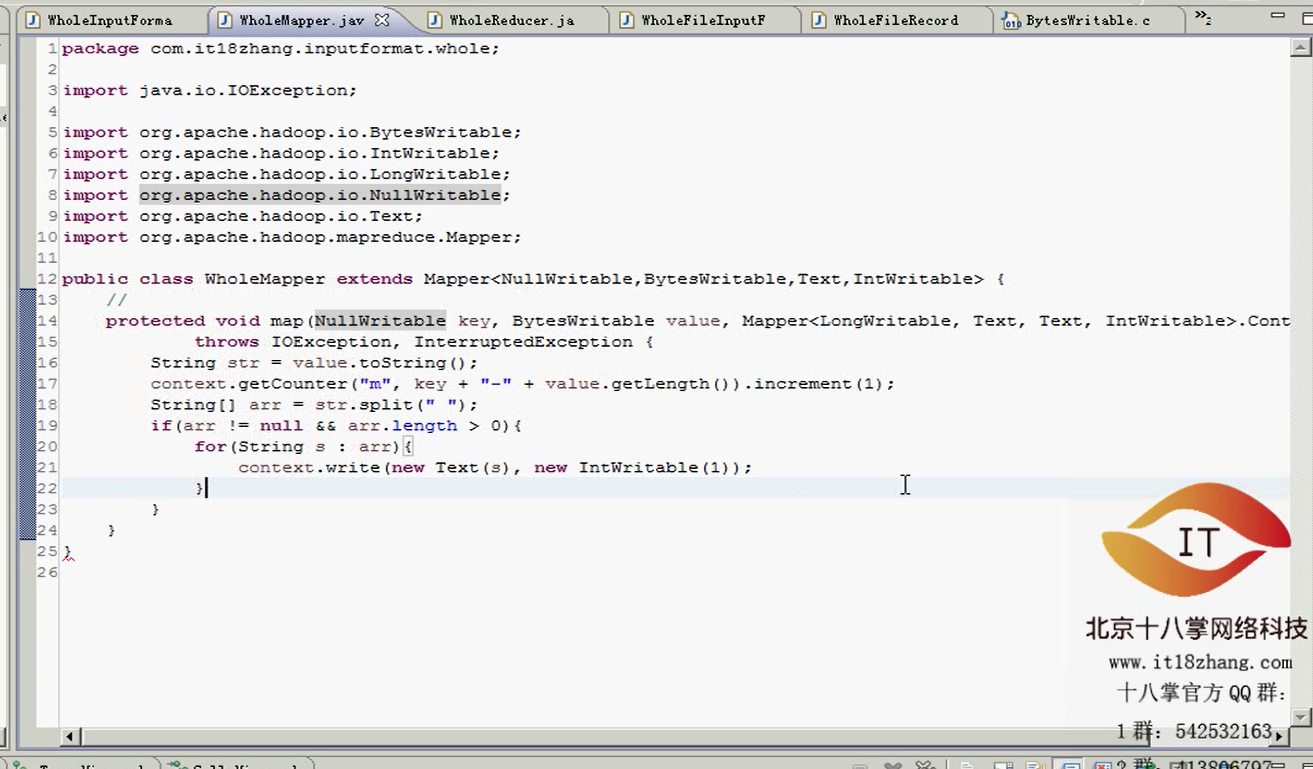 WholeInputForma
WholeMapper.jav
WholeReducer.ja
WholeFileInputF
WholeFileRecord
BytesWritable.c
»2
1 package com.it18zhang.inputformat.whole;
2
3 import java.io.IOException;
4
5 import org.apache.hadoop.io.BytesWritable;
6 import org.apache.hadoop.io.IntWritable;
7 import org.apache.hadoop.io.LongWritable;
8 import org.apache.hadoop.io.NullWritable;
9 import org.apache.hadoop.io.Text;
10 import org.apache.hadoop.mapreduce.Mapper;
11
12 public class WholeMapper extends Mapper<NullWritable,BytesWritable,Text,IntWritable> {
13 //
14 protected void map(NullWritable key, BytesWritable value, Mapper<LongWritable, Text, Text, IntWritable>.Cont
15 throws IOException, InterruptedException {
16 String str = value.toString();
17 context.getCounter("m", key + "-" + value.getLength()).increment(1);
18 String[] arr = str.split(" ");
19 if(arr != null && arr.length > 0){
20 for(String s : arr){
21 context.write(new Text(s), new IntWritable(1));
22 }
23 }
24 }
25 }
26
IT
北京十八掌网络科技
www.it18zhang.com
十八掌官方QQ群:
1群: 542532163
2群: 413806797